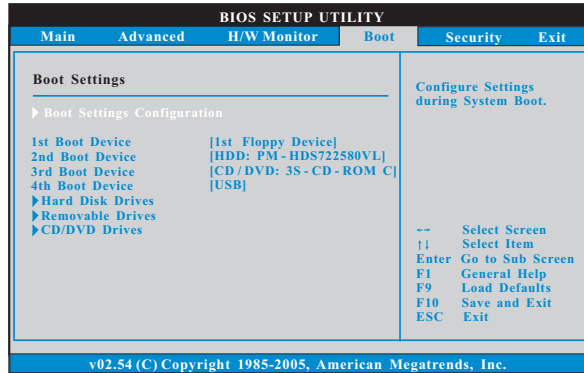 BIOS SETUP UTILITY
Main Advanced H/W Monitor Boot Security Exit
Boot Settings
Boot Settings Configuration
1st Boot Device [1st Floppy Device]
2nd Boot Device [HDD: PM - HDS722580VL]
3rd Boot Device [CD / DVD: 3S - CD - ROM C]
4th Boot Device [USB]
Hard Disk Drives
Removable Drives
CD/DVD Drives
Configure Settings
during System Boot.
←→ Select Screen
↑↓ Select Item
Enter Go to Sub Screen
F1 General Help
F9 Load Defaults
F10 Save and Exit
ESC Exit
v02.54 (C) Copyright 1985-2005, American Megatrends, Inc.